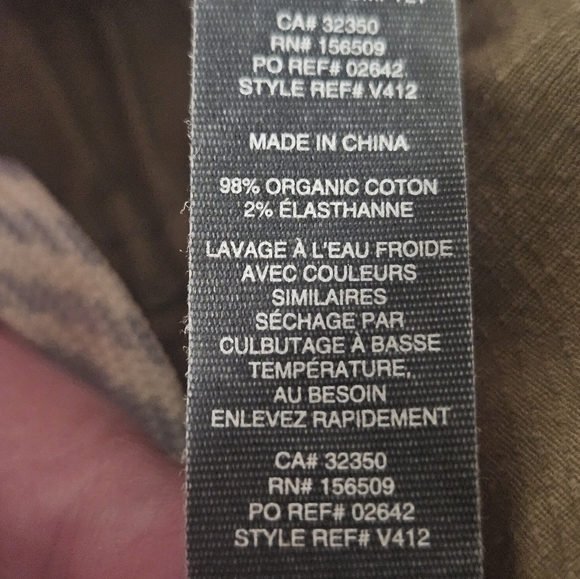 CA# 32350
RN# 156509
PO REF# 02642
STYLE REF# V412
MADE IN CHINA
98% ORGANIC COTON
2% ÉLASTHANNE
LAVAGE À L'EAU FROIDE
AVEC COULEURS
SIMILAIRES
SÉCHAGE PAR
CULBUTAGE À BASSE
TEMPÉRATURE,
AU BESOIN
ENLEVEZ RAPIDEMENT
CA# 32350
RN# 156509
PO REF# 02642
STYLE REF# V412